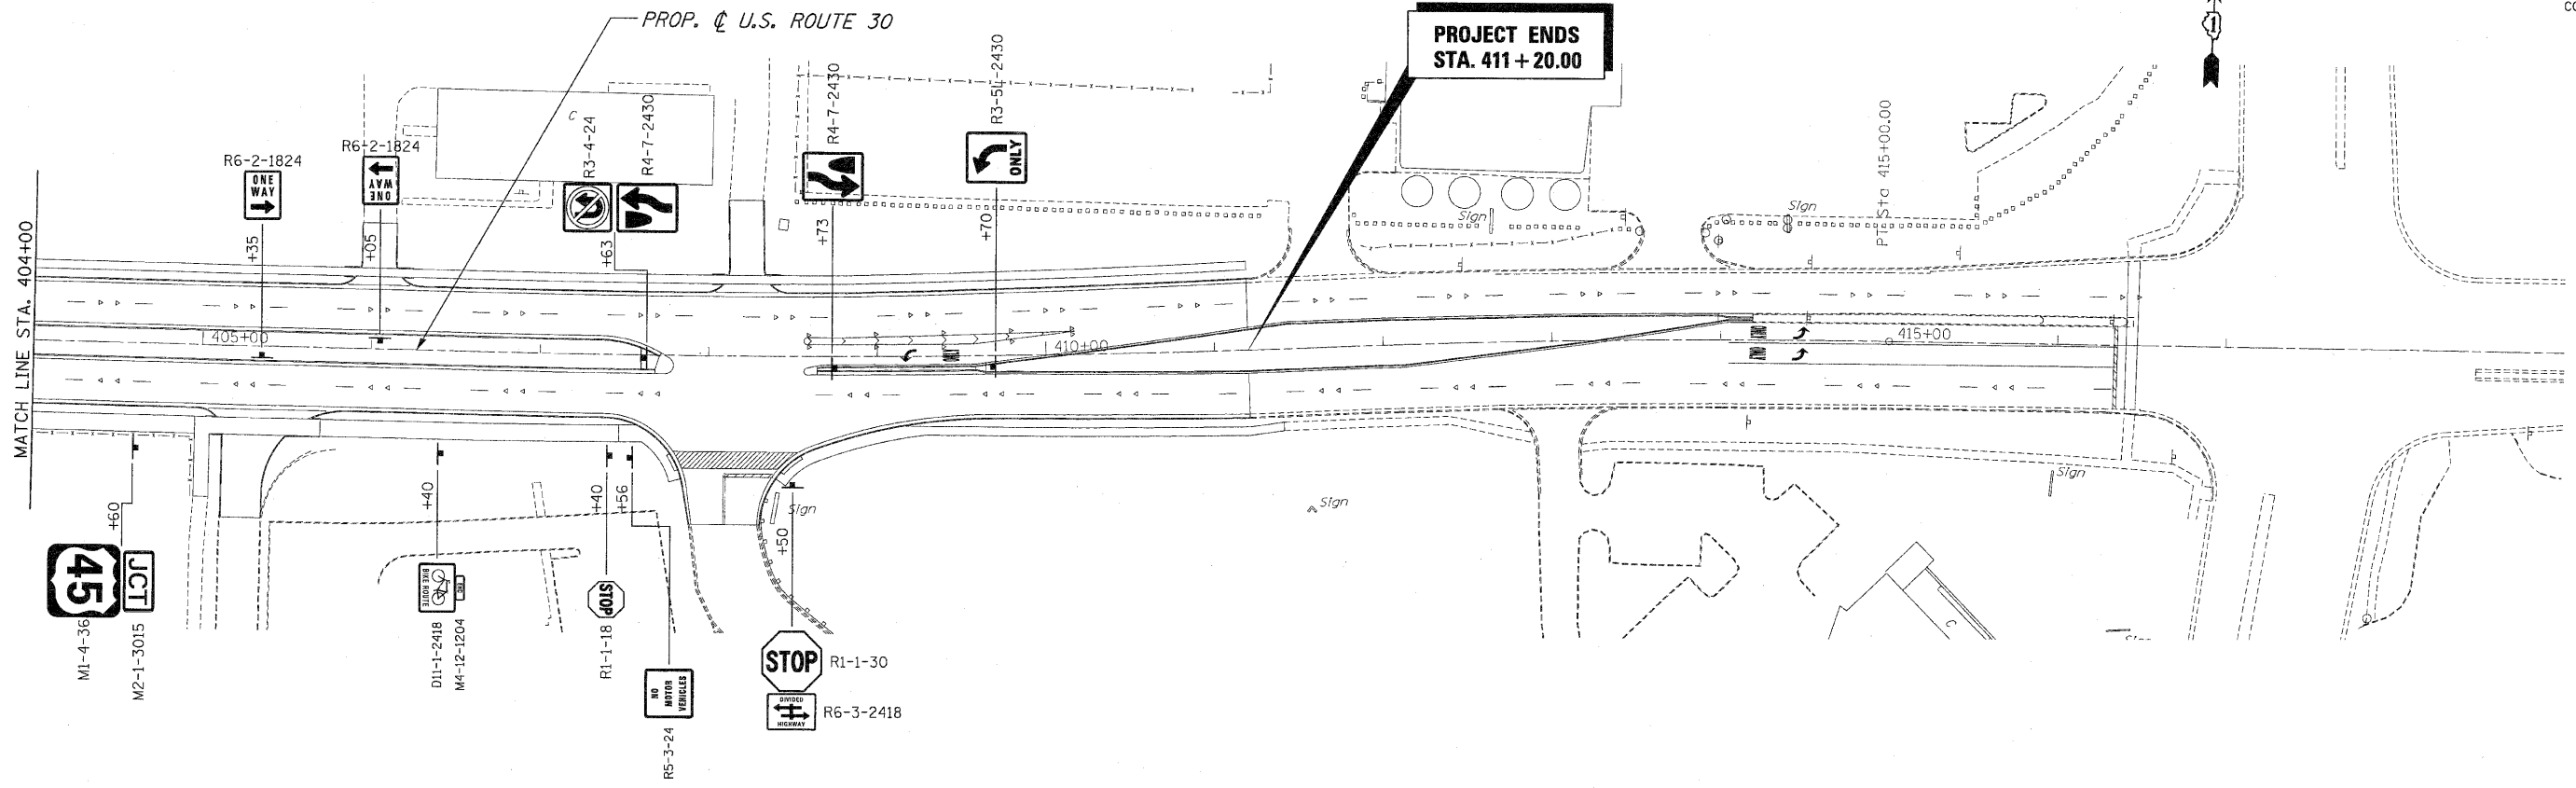 PROP. ℄ U.S. ROUTE 30
PROJECT ENDS
STA. 411+20.00
1
MATCH LINE STA. 404+00
R6-2-1824
ONE
WAY
+35
R6-2-1824
ONE
WAY
+05
C
R3-4-24
R4-7-2430
+63
R4-7-2430
+73
R3-5L-2430
ONLY
+70
Sign
Sign
PT Sta 415+00.00
405+00
410+00
415+00
+60
45
JCT
M1-4-36
M2-1-3015
+40
BIKE ROUTE
END
D11-1-2418
M4-12-1204
+40
STOP
R1-1-18
+56
NO
MOTOR
VEHICLES
R5-3-24
Sign
+50
STOP
R1-1-30
DIVIDED
HIGHWAY
R6-3-2418
Sign
Sign
C